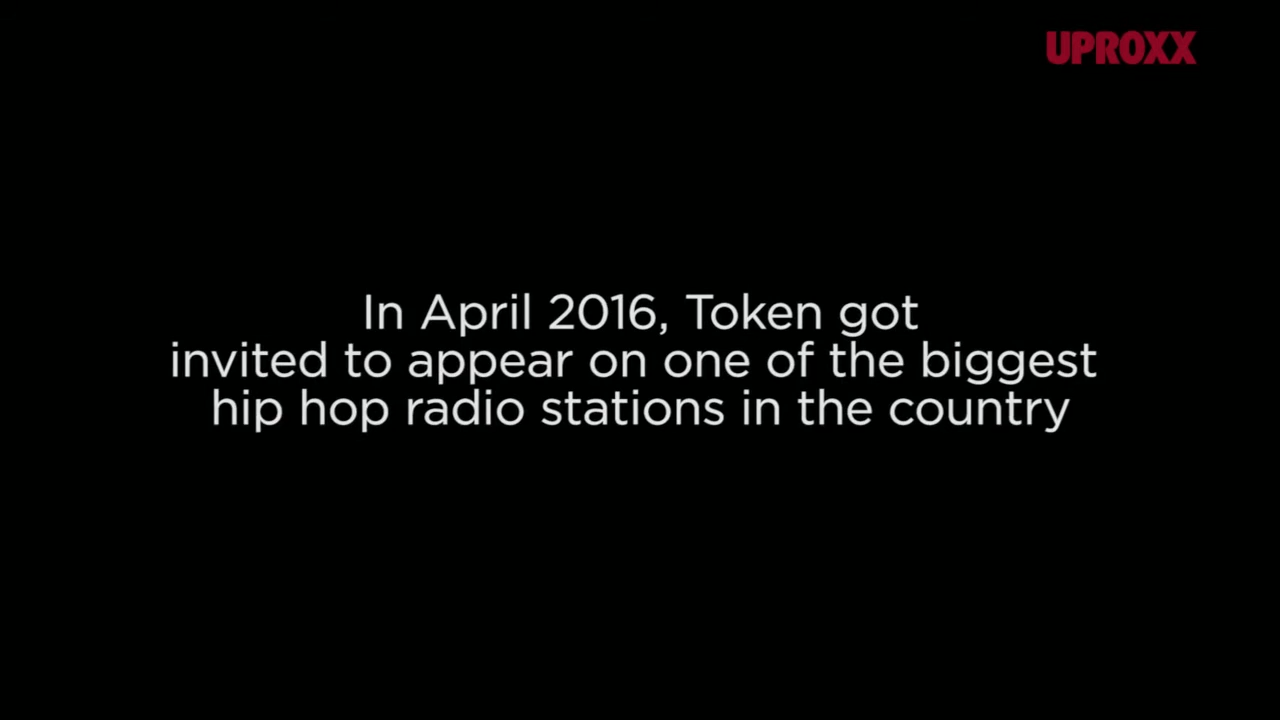 UPROXX
In April 2016, Token got
invited to appear on one of the biggest
hip hop radio stations in the country